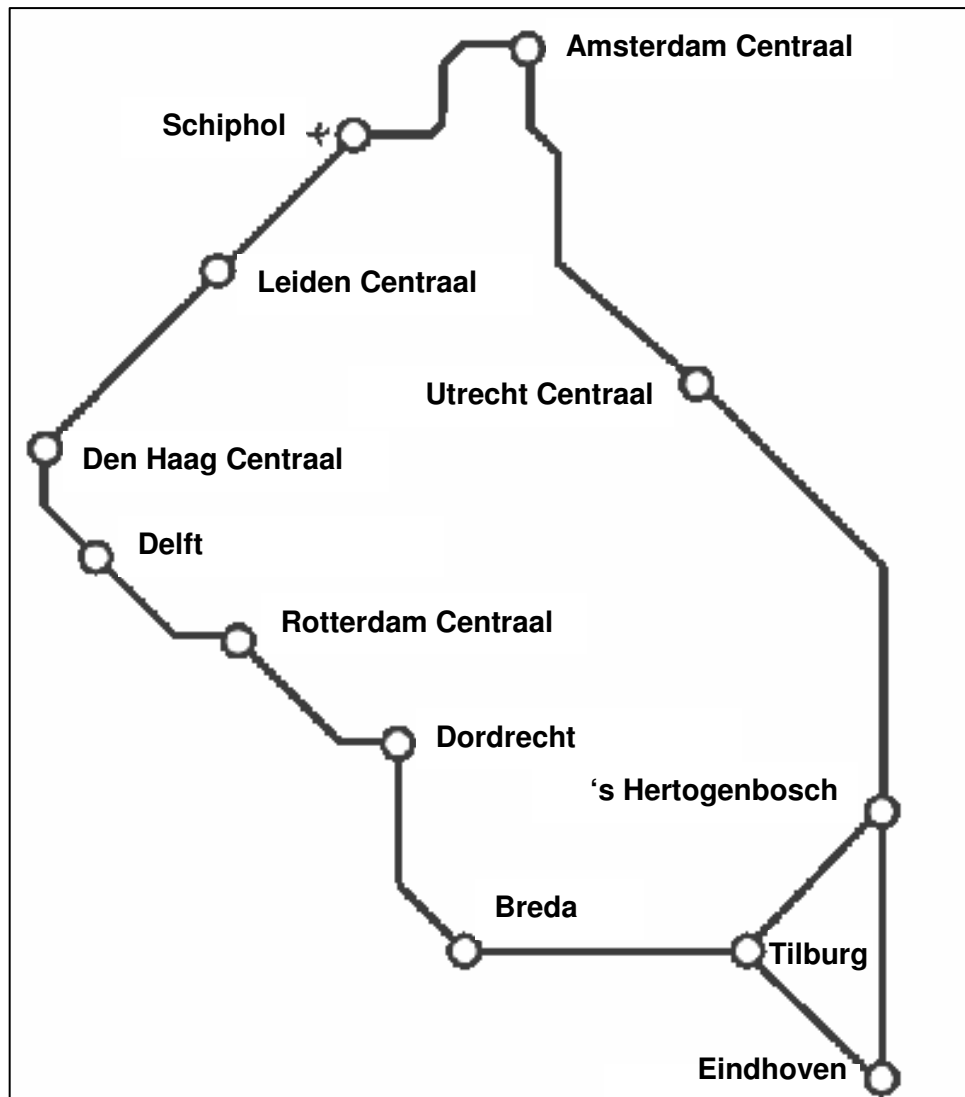 Amsterdam Centraal
Schiphol
Leiden Centraal
Utrecht Centraal
Den Haag Centraal
Delft
Rotterdam Centraal
Dordrecht
‘s Hertogenbosch
Breda
Tilburg
Eindhoven